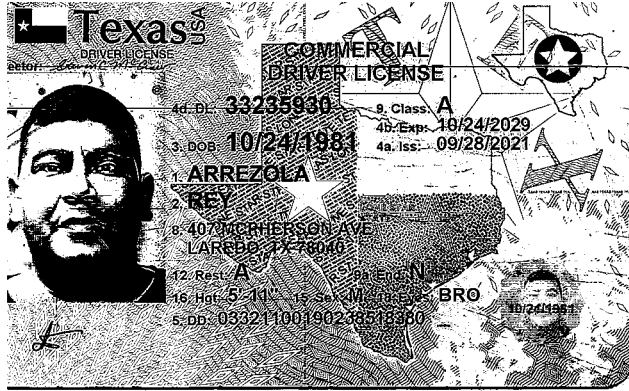 Texas USA
DRIVER LICENSE
COMMERCIAL
DRIVER LICENSE
4d. DL: 33235930 9. Class: A
4b. Exp: 10/24/2029
3. DOB: 10/24/1981 4a. Iss: 09/28/2021
1. ARREZOLA
2. REY
8. 407 MCPHERSON AVE
LAREDO, TX 78040
12. Rest: A 9a. End: N
16. Hgt: 5'-11" 15. Sex: M 18. Eyes: BRO
5. DD: 03321100190238518380
10/24/1981